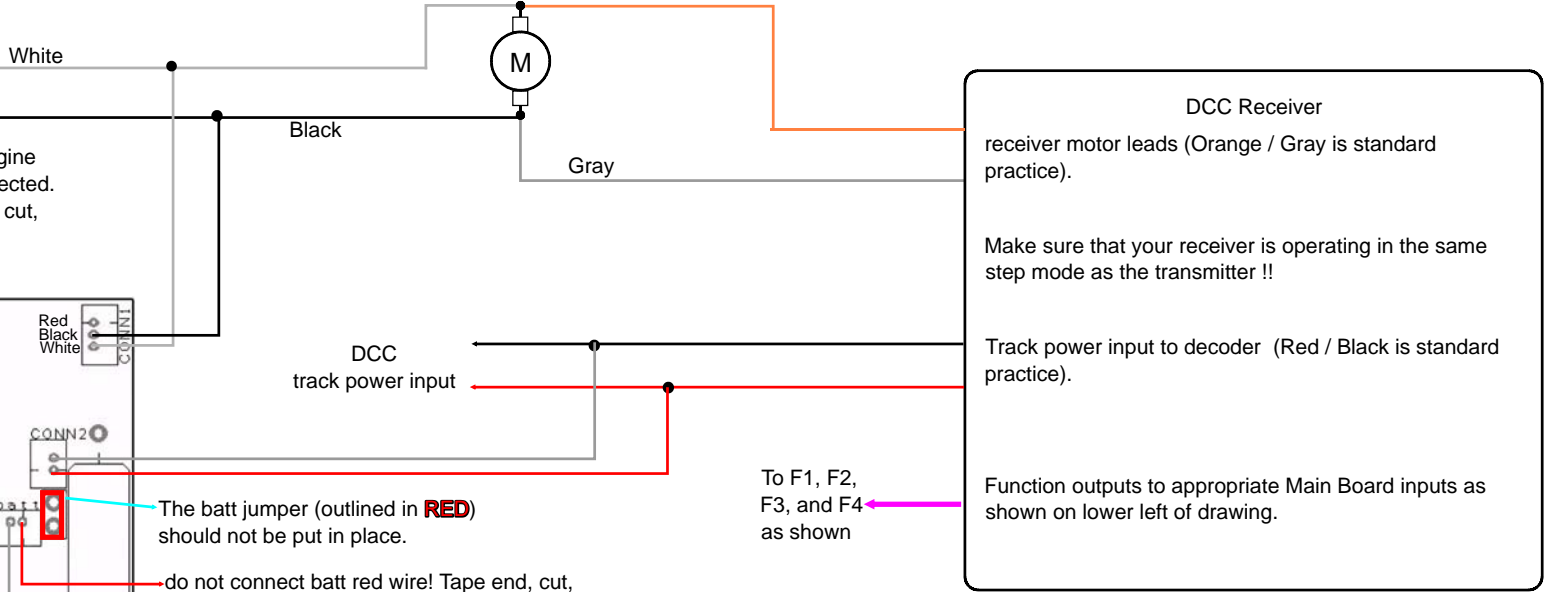 White
M
Black
gine
ected.
cut,
Gray
DCC Receiver
receiver motor leads (Orange / Gray is standard
practice).
Make sure that your receiver is operating in the same
step mode as the transmitter !!
Track power input to decoder  (Red / Black is standard
practice).
Function outputs to appropriate Main Board inputs as
shown on lower left of drawing.
Red
Black
White
CONN1
DCC
track power input
CONN2
To F1, F2,
F3, and F4
as shown
The batt jumper (outlined in RED)
should not be put in place.
do not connect batt red wire! Tape end, cut,